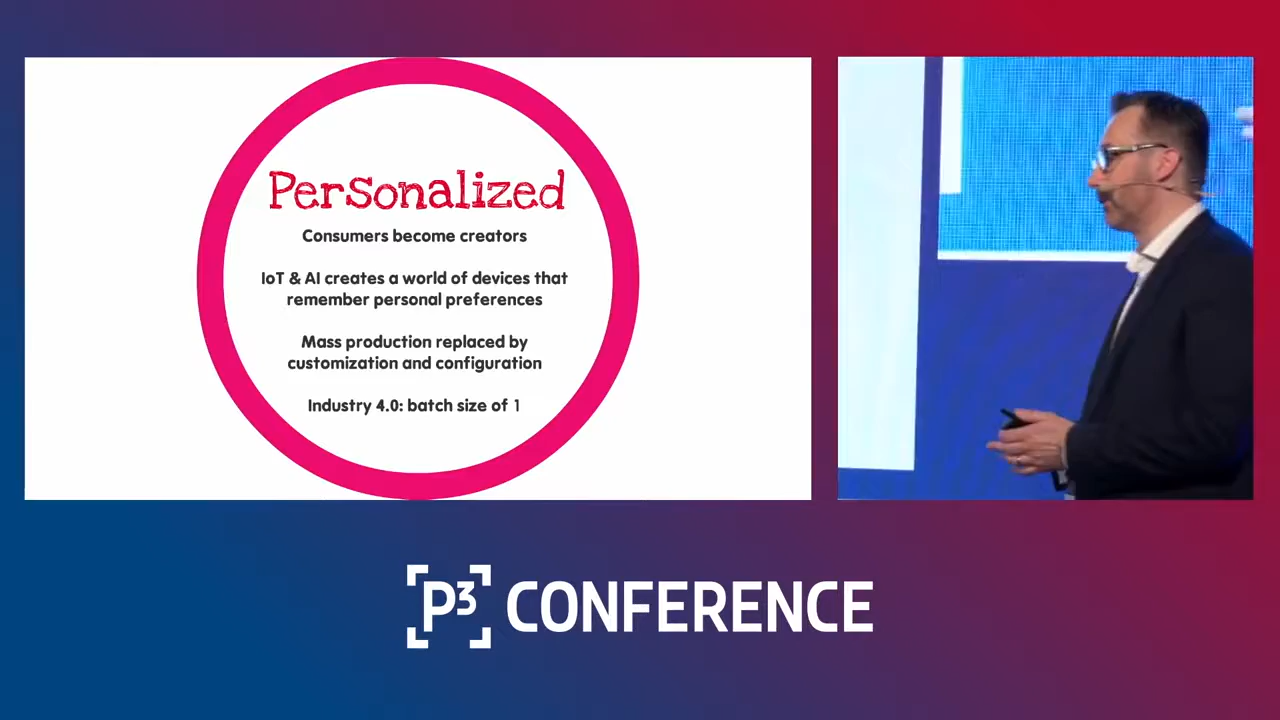 Personalized
Consumers become creators
IoT & AI creates a world of devices that
remember personal preferences
Mass production replaced by
customization and configuration
Industry 4.0: batch size of 1
P³ CONFERENCE